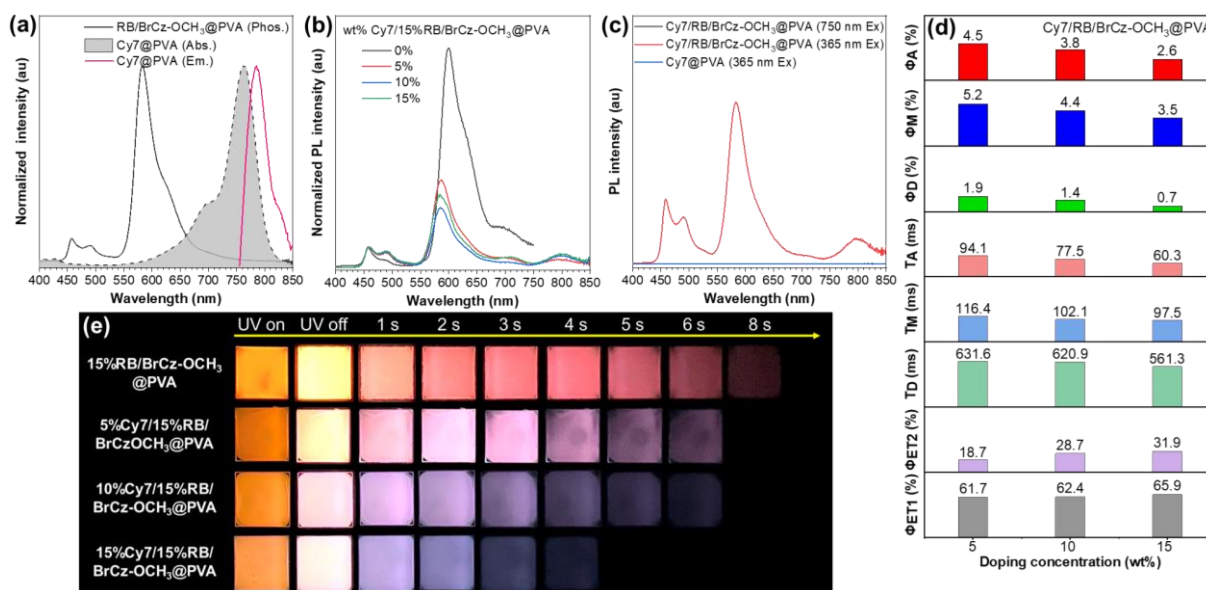 (a)
RB/BrCz-OCH₃@PVA (Phos.)
Cy7@PVA (Abs.)
Cy7@PVA (Em.)
Normalized intensity (au)
400 450 500 550 600 650 700 750 800 850
Wavelength (nm)
(b)
wt% Cy7/15%RB/BrCz-OCH₃@PVA
0%
5%
10%
15%
Normalized PL intensity (au)
400 450 500 550 600 650 700 750 800 850
Wavelength (nm)
(c)
Cy7/RB/BrCz-OCH₃@PVA (750 nm Ex)
Cy7/RB/BrCz-OCH₃@PVA (365 nm Ex)
Cy7@PVA (365 nm Ex)
PL intensity (au)
400 450 500 550 600 650 700 750 800 850
Wavelength (nm)
(d)
Cy7/RB/BrCz-OCH₃@PVA
ΦA (%)
4.5 3.8 2.6
ΦM (%)
5.2 4.4 3.5
ΦD (%)
1.9 1.4 0.7
TA (ms)
94.1 77.5 60.3
TM (ms)
116.4 102.1 97.5
TD (ms)
631.6 620.9 561.3
ΦET2 (%)
18.7 28.7 31.9
ΦET1 (%)
61.7 62.4 65.9
5 10 15
Doping concentration (wt%)
(e)
UV on UV off 1 s 2 s 3 s 4 s 5 s 6 s 8 s
15%RB/BrCz-OCH₃
@PVA
5%Cy7/15%RB/
BrCzOCH₃@PVA
10%Cy7/15%RB/
BrCz-OCH₃@PVA
15%Cy7/15%RB/
BrCz-OCH₃@PVA